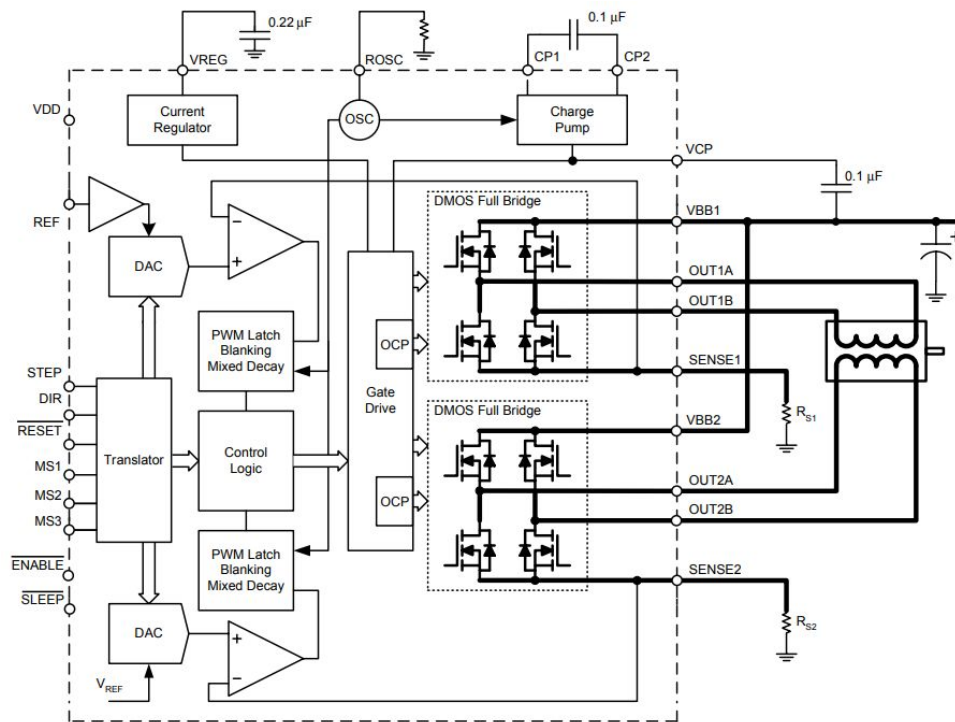 0.22 µF
0.1 µF
VREG
ROSC
CP1
CP2
VDD
Current
Regulator
OSC
Charge
Pump
VCP
0.1 µF
REF
DAC
−
+
DMOS Full Bridge
VBB1
+
OUT1A
OUT1B
PWM Latch
Blanking
Mixed Decay
OCP
SENSE1
Gate
Drive
DMOS Full Bridge
RS1
VBB2
STEP
DIR
RESET
MS1
MS2
MS3
Translator
Control
Logic
OUT2A
OCP
OUT2B
ENABLE
SLEEP
PWM Latch
Blanking
Mixed Decay
SENSE2
DAC
+
−
RS2
VREF